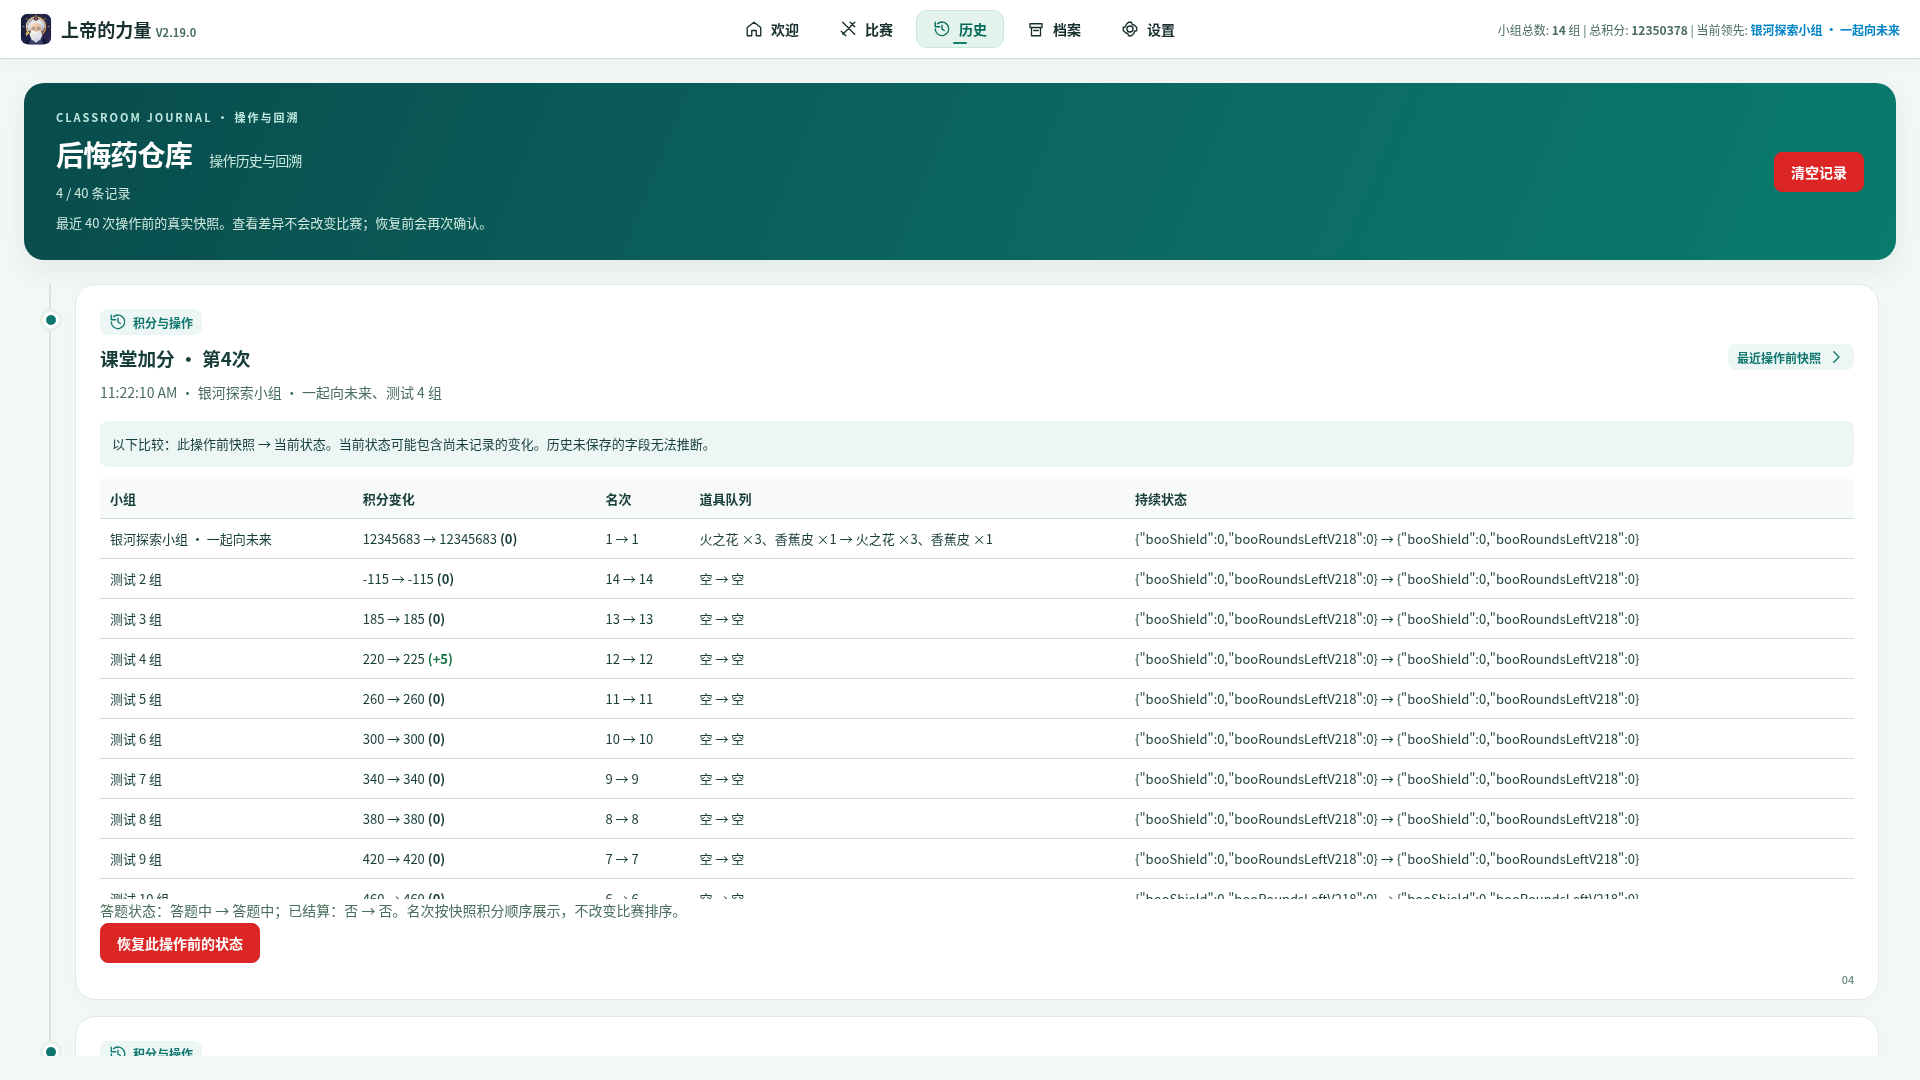 上帝的力量 V2.19.0
欢迎
比赛
历史
档案
设置
小组总数: 14 组 | 总积分: 12350378 | 当前领先: 银河探索小组 · 一起向未来
CLASSROOM JOURNAL · 操作与回溯
后悔药仓库 操作历史与回溯
4 / 40 条记录
最近 40 次操作前的真实快照。查看差异不会改变比赛；恢复前会再次确认。
清空记录
积分与操作
课堂加分 · 第4次
最近操作前快照
11:22:10 AM · 银河探索小组 · 一起向未来、测试 4 组
以下比较：此操作前快照 → 当前状态。当前状态可能包含尚未记录的变化。历史未保存的字段无法推断。
小组 积分变化 名次 道具队列 持续状态
银河探索小组 · 一起向未来 12345683 → 12345683 (0) 1 → 1 火之花 ×3、香蕉皮 ×1 → 火之花 ×3、香蕉皮 ×1 {"booShield":0,"booRoundsLeftV218":0} → {"booShield":0,"booRoundsLeftV218":0}
测试 2 组 -115 → -115 (0) 14 → 14 空 → 空 {"booShield":0,"booRoundsLeftV218":0} → {"booShield":0,"booRoundsLeftV218":0}
测试 3 组 185 → 185 (0) 13 → 13 空 → 空 {"booShield":0,"booRoundsLeftV218":0} → {"booShield":0,"booRoundsLeftV218":0}
测试 4 组 220 → 225 (+5) 12 → 12 空 → 空 {"booShield":0,"booRoundsLeftV218":0} → {"booShield":0,"booRoundsLeftV218":0}
测试 5 组 260 → 260 (0) 11 → 11 空 → 空 {"booShield":0,"booRoundsLeftV218":0} → {"booShield":0,"booRoundsLeftV218":0}
测试 6 组 300 → 300 (0) 10 → 10 空 → 空 {"booShield":0,"booRoundsLeftV218":0} → {"booShield":0,"booRoundsLeftV218":0}
测试 7 组 340 → 340 (0) 9 → 9 空 → 空 {"booShield":0,"booRoundsLeftV218":0} → {"booShield":0,"booRoundsLeftV218":0}
测试 8 组 380 → 380 (0) 8 → 8 空 → 空 {"booShield":0,"booRoundsLeftV218":0} → {"booShield":0,"booRoundsLeftV218":0}
测试 9 组 420 → 420 (0) 7 → 7 空 → 空 {"booShield":0,"booRoundsLeftV218":0} → {"booShield":0,"booRoundsLeftV218":0}
测试 10 组 460 → 460 (0) 6 → 6 空 → 空 {"booShield":0,"booRoundsLeftV218":0} → {"booShield":0,"booRoundsLeftV218":0}
答题状态：答题中 → 答题中；已结算：否 → 否。名次按快照积分顺序展示，不改变比赛排序。
恢复此操作前的状态
04
积分与操作